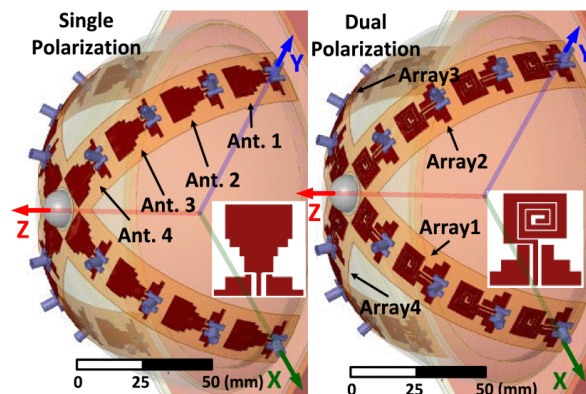 Single
Polarization
Y
Ant. 1
Ant. 2
Ant. 3
Ant. 4
Z
X
0 25 50 (mm)
Dual
Polarization
Y
Array3
Array2
Z
Array1
Array4
X
0 25 50 (mm)